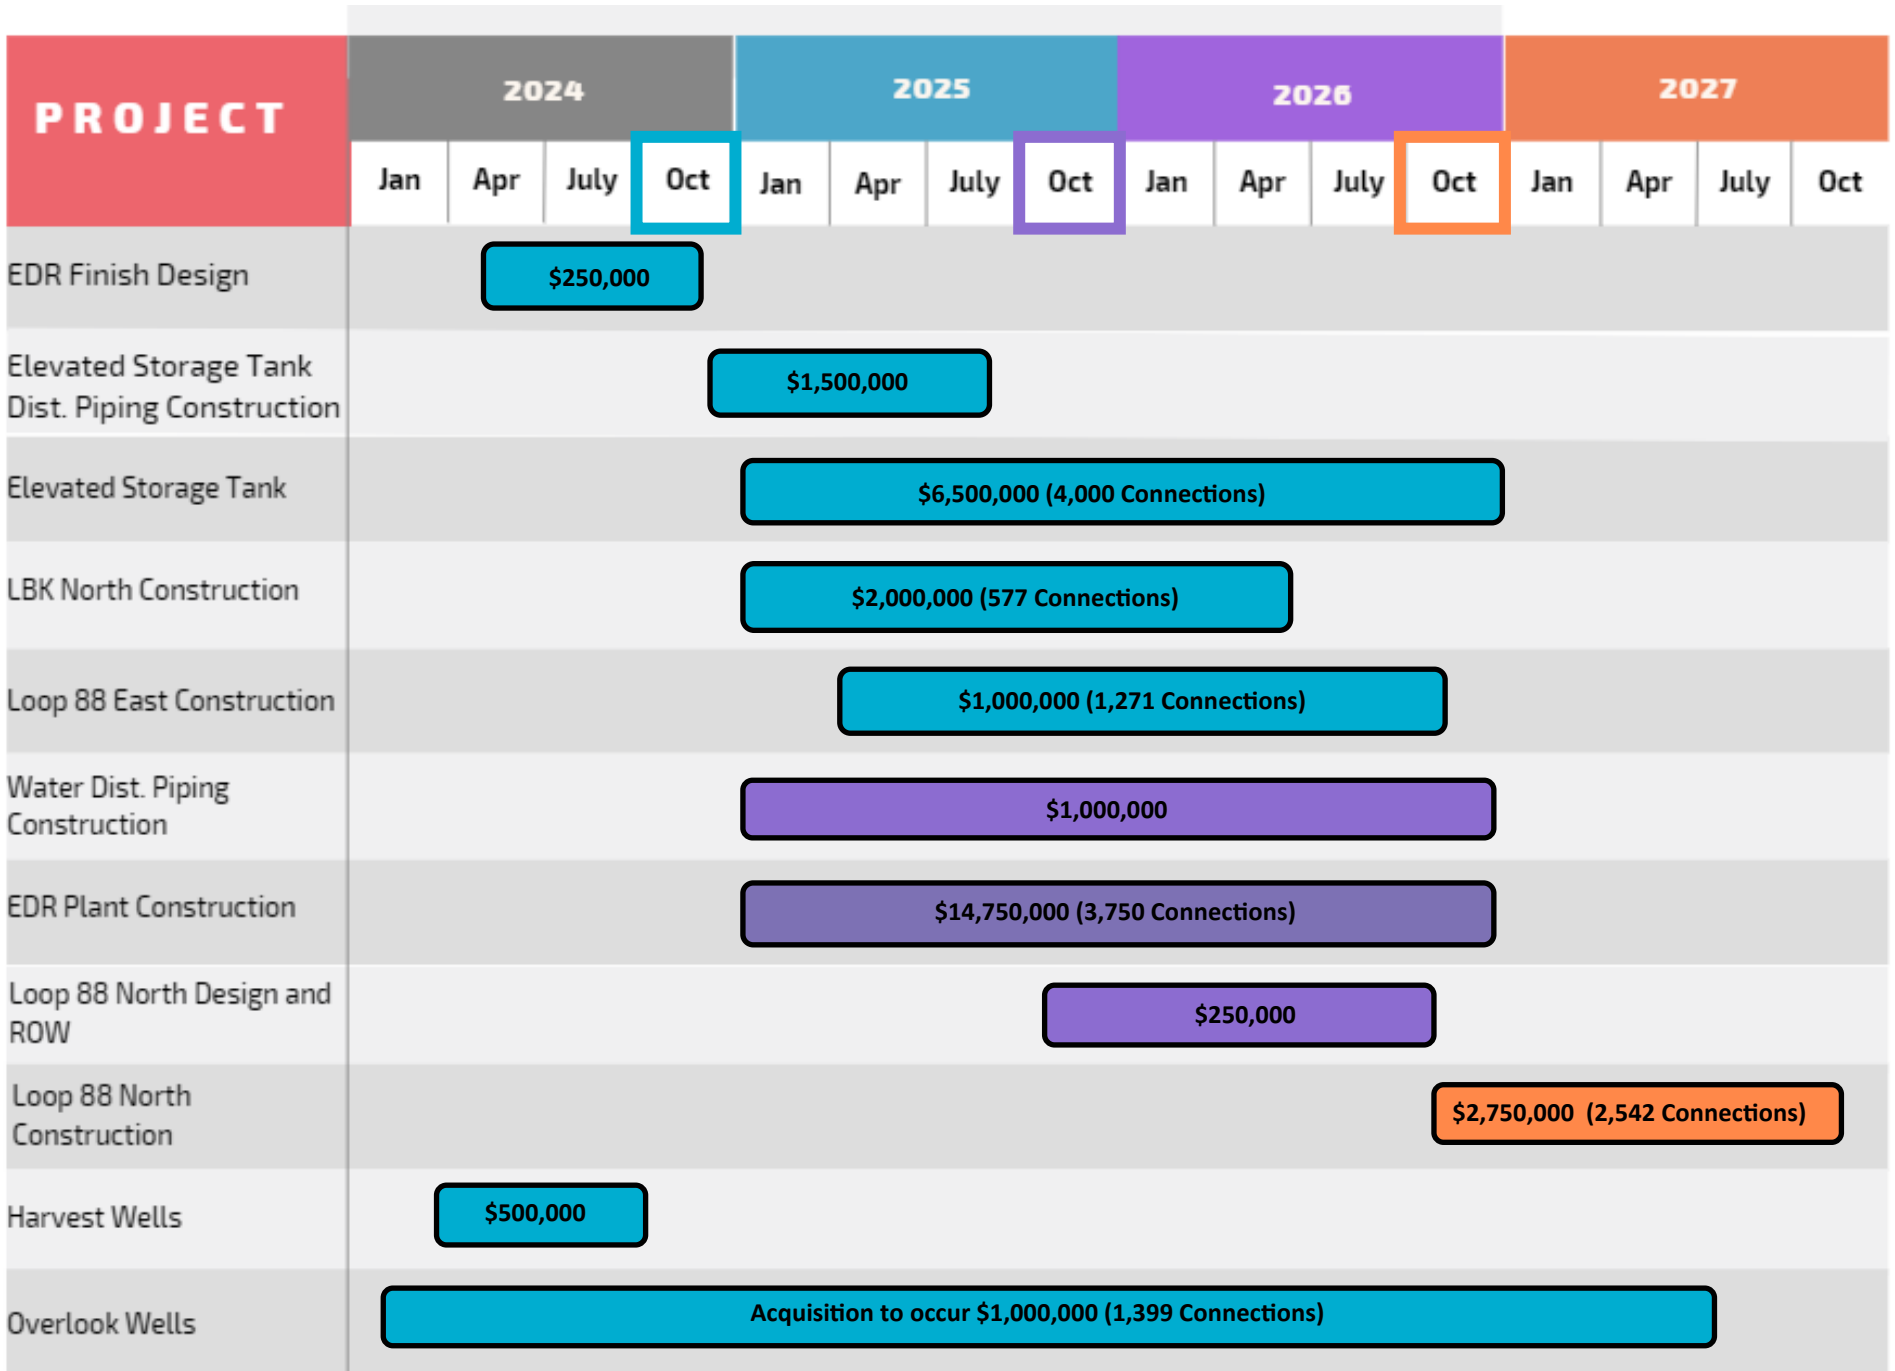 PROJECT
2024 2025 2026 2027
Jan Apr July Oct Jan Apr July Oct Jan Apr July Oct Jan Apr July Oct
EDR Finish Design
$250,000
Elevated Storage Tank
Dist. Piping Construction
$1,500,000
Elevated Storage Tank
$6,500,000 (4,000 Connections)
LBK North Construction
$2,000,000 (577 Connections)
Loop 88 East Construction
$1,000,000 (1,271 Connections)
Water Dist. Piping
Construction
$1,000,000
EDR Plant Construction
$14,750,000 (3,750 Connections)
Loop 88 North Design and
ROW
$250,000
Loop 88 North
Construction
$2,750,000 (2,542 Connections)
Harvest Wells
$500,000
Overlook Wells
Acquisition to occur $1,000,000 (1,399 Connections)